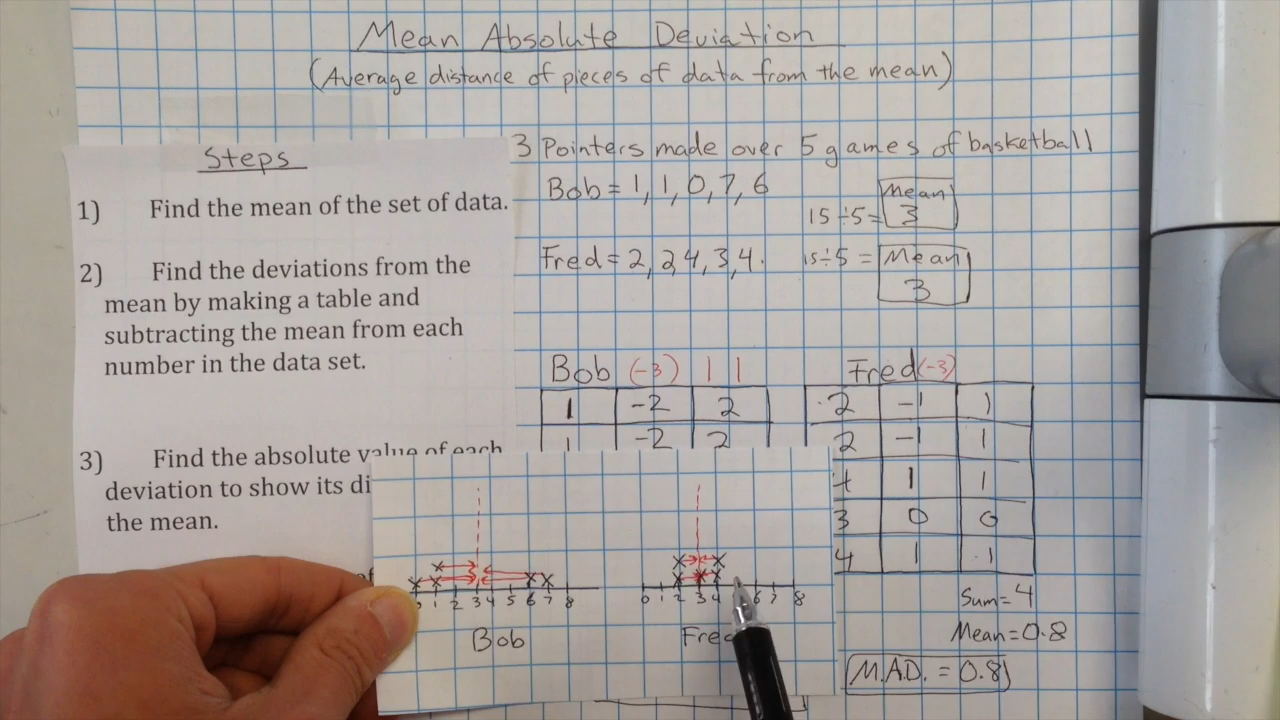 Mean Absolute Deviation
(Average distance of pieces of data from the mean)
Steps
1) Find the mean of the set of data.
2) Find the deviations from the
mean by making a table and
subtracting the mean from each
number in the data set.
3) Find the absolute value of each
deviation to show its di
the mean.
3 Pointers made over 5 games of basketball
Bob = 1, 1, 0, 7, 6
15 ÷ 5 = Mean 3
Fred = 2, 2 4, 3, 4.
15 ÷ 5 = Mean 3
Bob (-3) | |
1 -2 2
1 -2 2
Fred (-3)
2 -1 1
2 -1 1
4 1 1
3 0 0
4 1 1
Sum = 4
Mean = 0.8
M.A.D. = 0.8
0 1 2 3 4 5 6 7 8
Bob
0 1 2 3 4 6 7 8
Fred